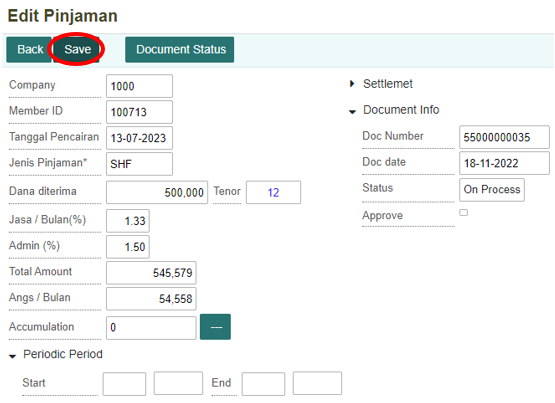 Edit Pinjaman
Back Save Document Status
Company 1000
Member ID 100713
Tanggal Pencairan 13-07-2023
Jenis Pinjaman* SHF
Dana diterima 500,000 Tenor 12
Jasa / Bulan(%) 1.33
Admin (%) 1.50
Total Amount 545,579
Angs / Bulan 54,558
Accumulation 0 —
Periodic Period
Start End
Settlemet
Document Info
Doc Number 55000000035
Doc date 18-11-2022
Status On Process
Approve